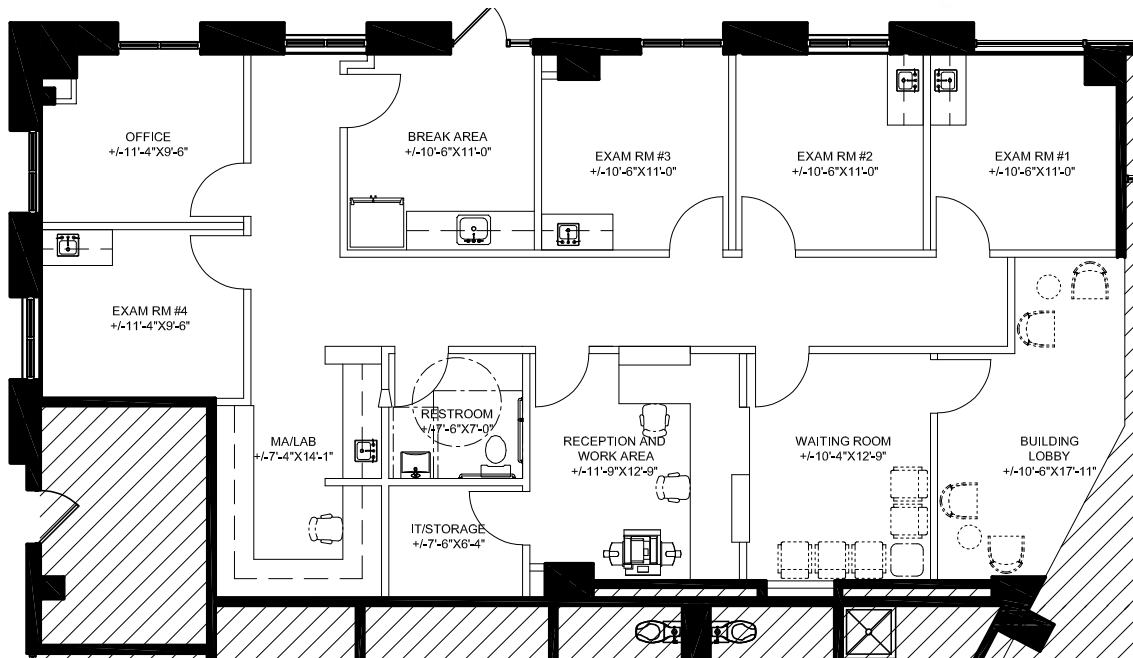 OFFICE
+/-11'-4"X9'-6"
BREAK AREA
+/-10'-6"X11'-0"
EXAM RM #3
+/-10'-6"X11'-0"
EXAM RM #2
+/-10'-6"X11'-0"
EXAM RM #1
+/-10'-6"X11'-0"
EXAM RM #4
+/-11'-4"X9'-6"
MA/LAB
+/-7'-4"X14'-1"
RESTROOM
+/-7'-6"X7'-0"
RECEPTION AND
WORK AREA
+/-11'-9"X12'-9"
WAITING ROOM
+/-10'-4"X12'-9"
BUILDING
LOBBY
+/-10'-6"X17'-11"
IT/STORAGE
+/-7'-6"X6'-4"